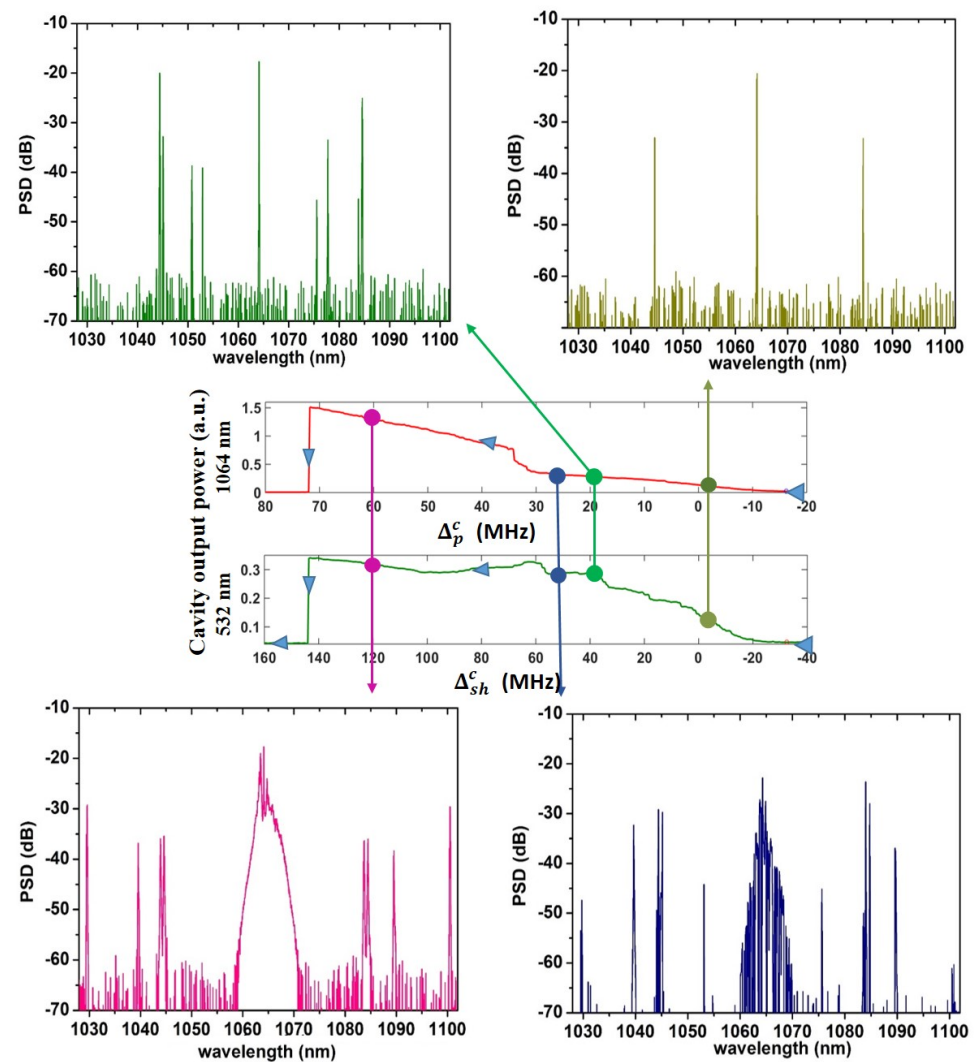 -10
-20
-30
-40
-50
-60
-70
PSD (dB)
1030 1040 1050 1060 1070 1080 1090 1100
wavelength (nm)
-10
-20
-30
-40
-50
-60
PSD (dB)
1030 1040 1050 1060 1070 1080 1090 1100
wavelength (nm)
Cavity output power (a.u.)
1064 nm
1.5
1
0.5
0
80 70 60 50 40 30 20 10 0 -10 -20
Δ_p^c (MHz)
532 nm
0.3
0.2
0.1
160 140 120 100 80 60 40 20 0 -20 -40
Δ_sh^c (MHz)
-10
-20
-30
-40
-50
-60
-70
PSD (dB)
1030 1040 1050 1060 1070 1080 1090 1100
wavelength (nm)
-10
-20
-30
-40
-50
-60
-70
PSD (dB)
1030 1040 1050 1060 1070 1080 1090 1100
wavelength (nm)